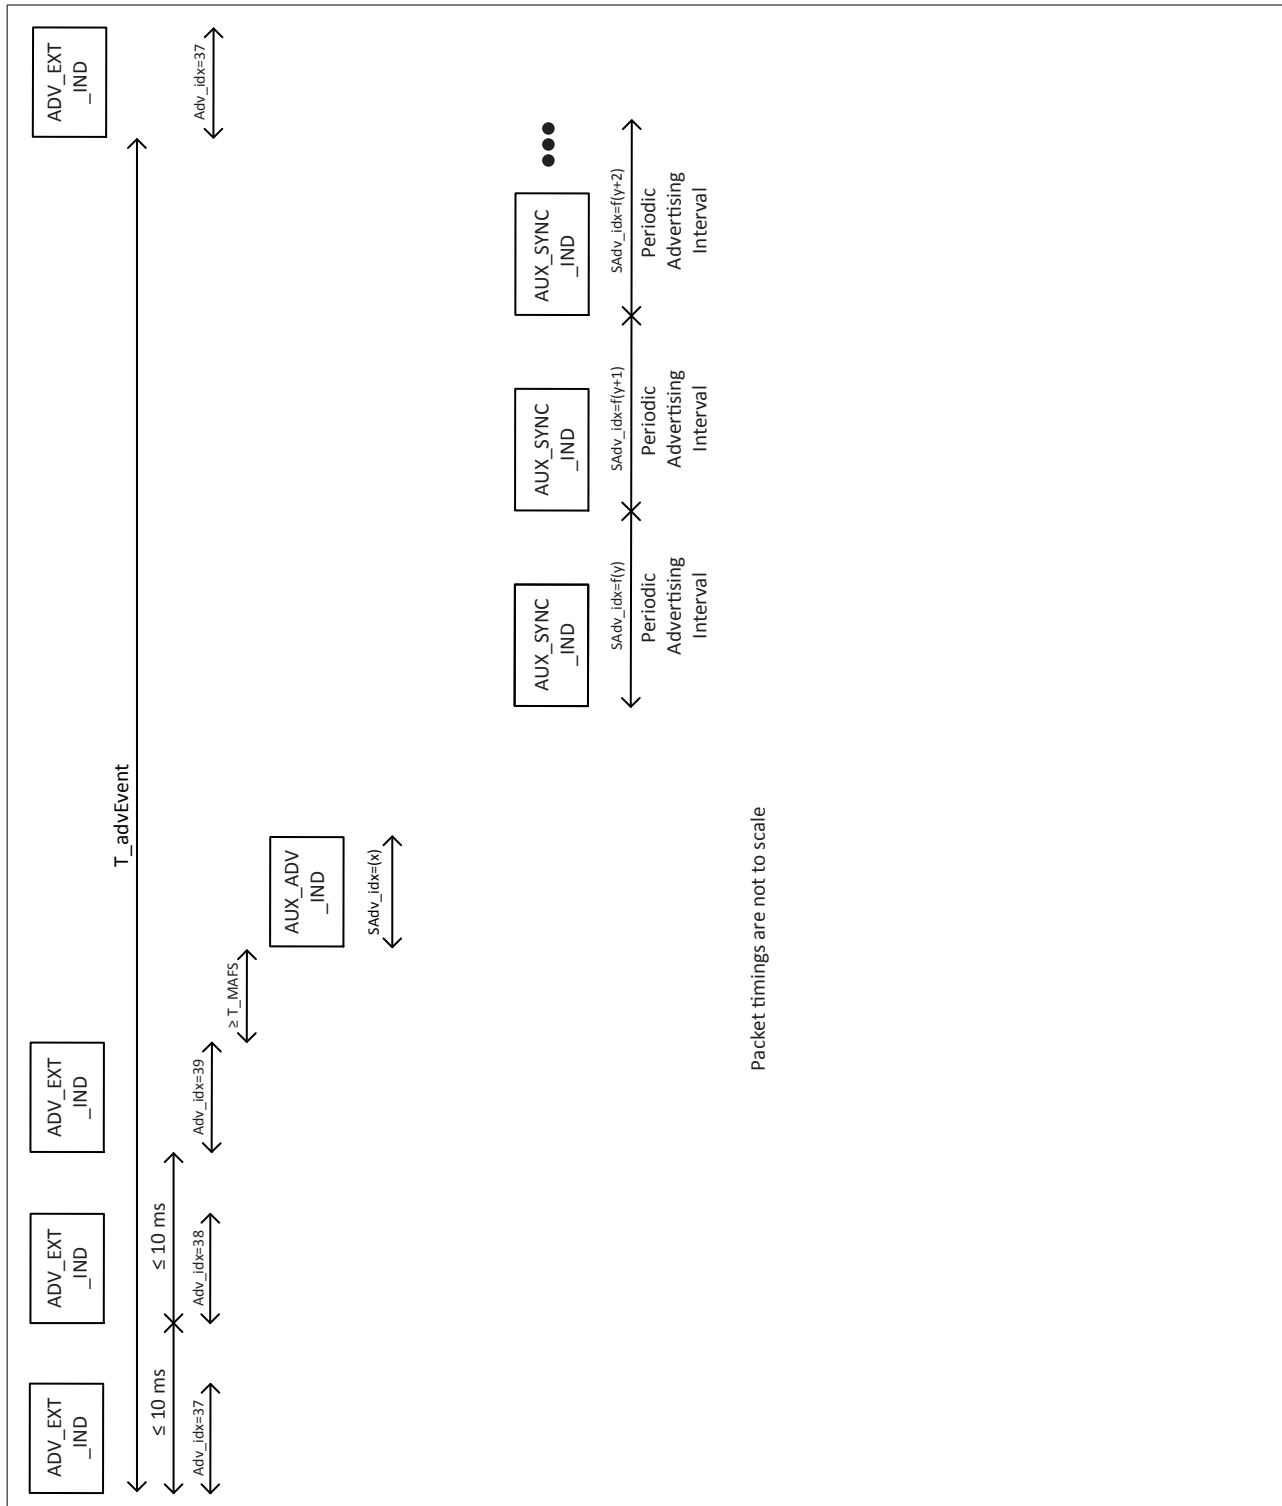 ADV_EXT
_IND
ADV_EXT
_IND
ADV_EXT
_IND
ADV_EXT
_IND
T_advEvent
≤ 10 ms
≤ 10 ms
Adv_idx=37
Adv_idx=38
Adv_idx=39
Adv_idx=37
≥ T_MAFS
AUX_ADV
_IND
SAdv_idx=(x)
AUX_SYNC
_IND
AUX_SYNC
_IND
AUX_SYNC
_IND
SAdv_idx=f(y)
Periodic
Advertising
Interval
SAdv_idx=f(y+1)
Periodic
Advertising
Interval
SAdv_idx=f(y+2)
Periodic
Advertising
Interval
Packet timings are not to scale